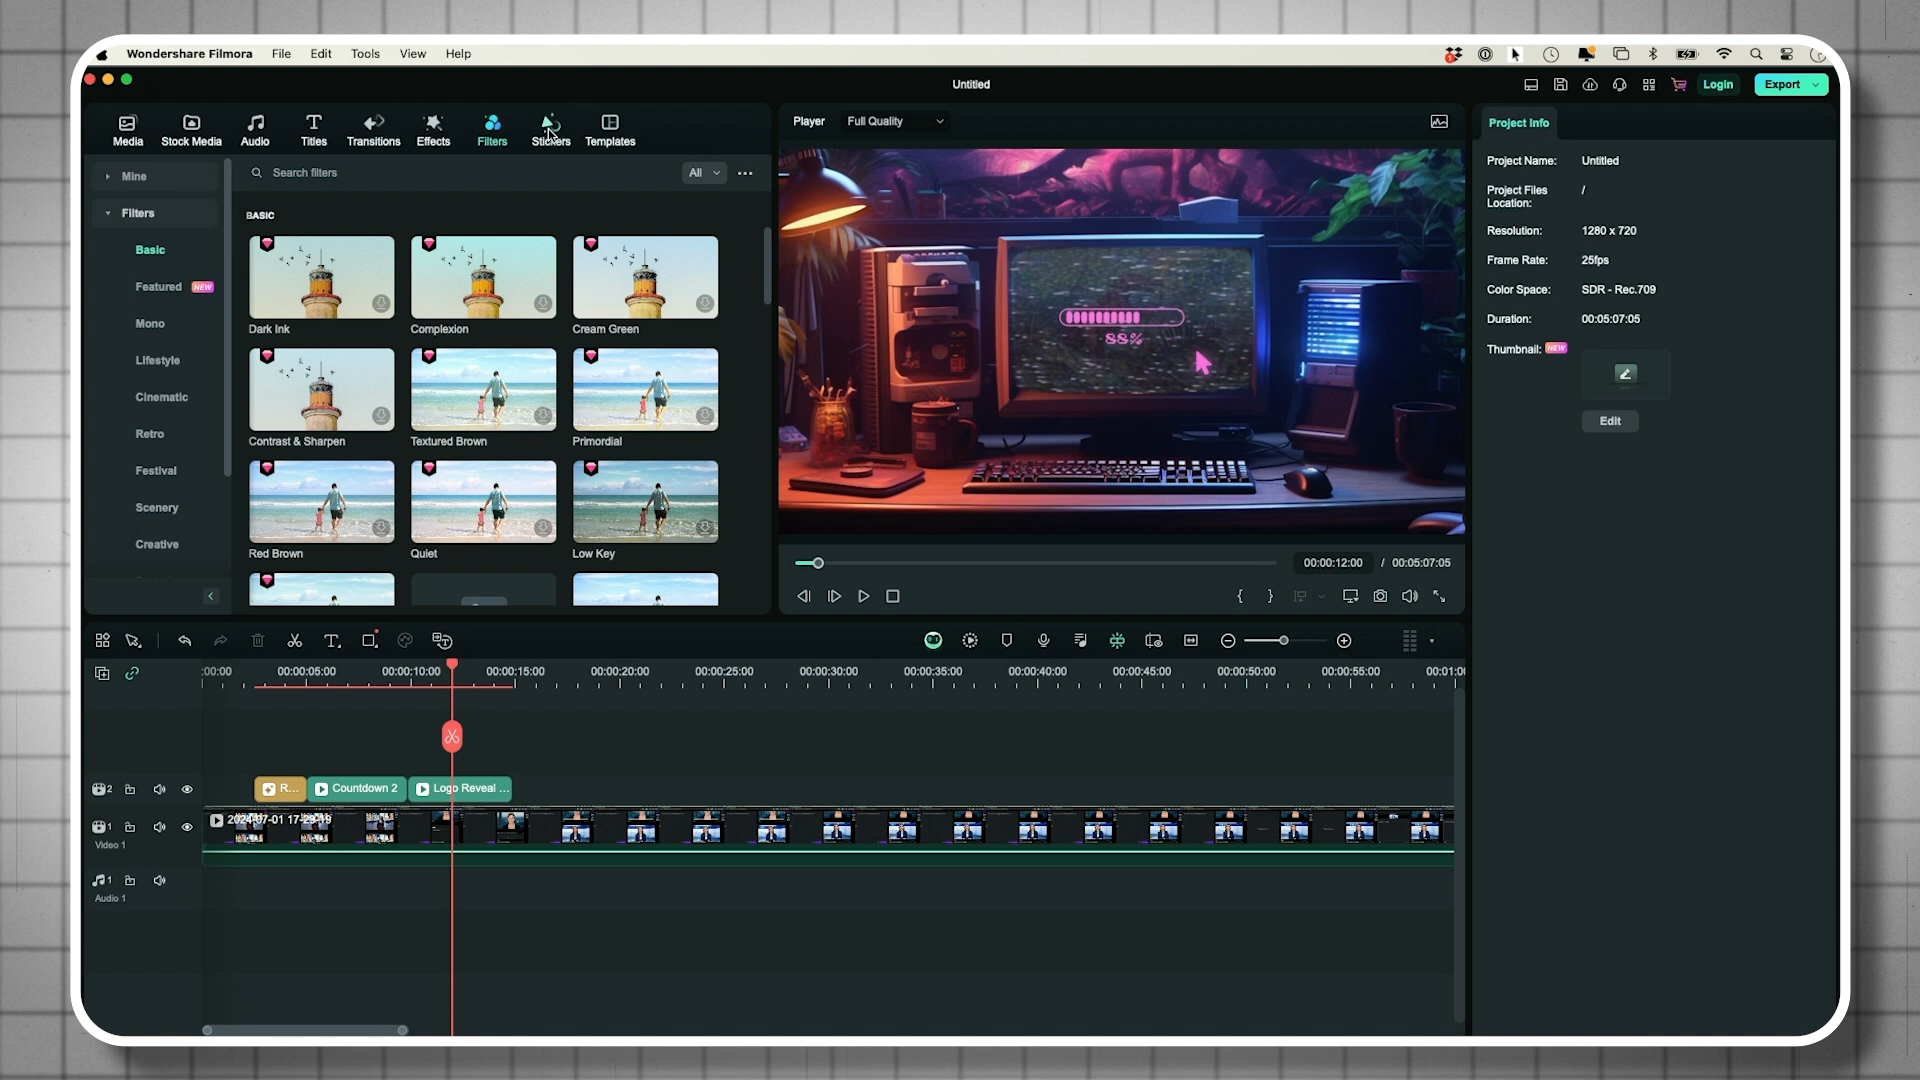 Wondershare Filmora File Edit Tools View Help
Untitled
Login Export
Media Stock Media Audio Titles Transitions Effects Filters Stickers Templates
Mine
Filters
Basic
Featured NEW
Mono
Lifestyle
Cinematic
Retro
Festival
Scenery
Creative
Search filters
All
BASIC
Dark Ink Complexion Cream Green
Contrast & Sharpen Textured Brown Primordial
Red Brown Quiet Low Key
Player Full Quality
88%
00:00:12:00 / 00:05:07:05
Project Info
Project Name: Untitled
Project Files Location: /
Resolution: 1280 x 720
Frame Rate: 25fps
Color Space: SDR - Rec.709
Duration: 00:05:07:05
Thumbnail: NEW
Edit
:00:00 00:00:05:00 00:00:10:00 00:00:15:00 00:00:20:00 00:00:25:00 00:00:30:00 00:00:35:00 00:00:40:00 00:00:45:00 00:00:50:00 00:00:55:00 00:01:0
2
R... Countdown 2 Logo Reveal ...
1
2024-07-01 17-29-19
Video 1
1
Audio 1